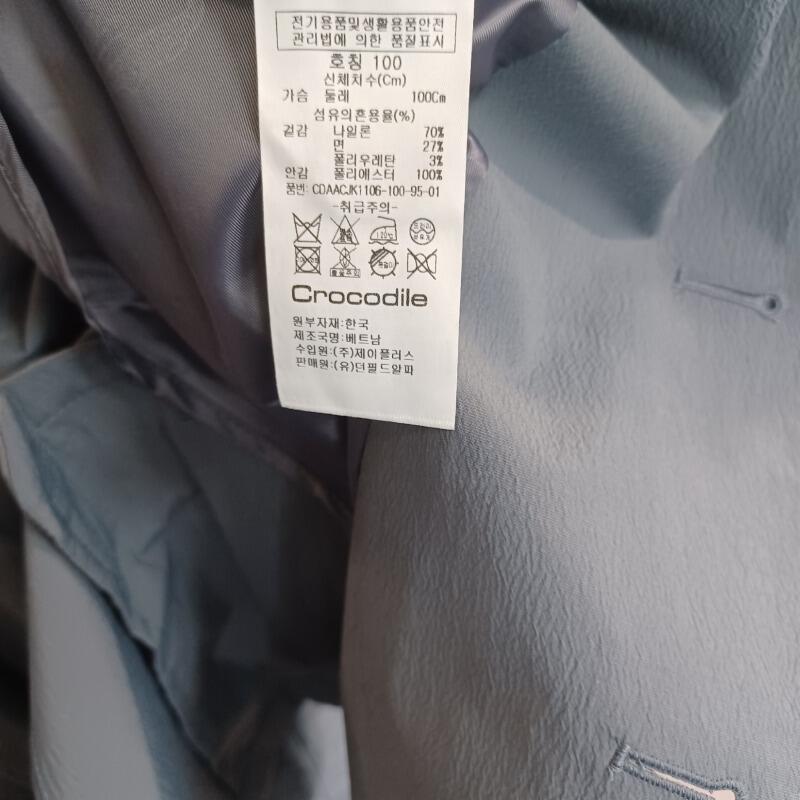 전기용품및생활용품안전
관리법에 의한 품질표시
호칭 100
신체치수(Cm)
가슴 둘레 100Cm
섬유의혼용율(%)
겉감 나일론 70%
면 27%
폴리우레탄 3%
안감 폴리에스터 100%
품번: CDAACJK1106-100-95-01
-취급주의-
120℃ 드라이
Crocodile
원부자재:한국
제조국명:베트남
수입원:(주)제이플러스
판매원:(유)던필드알파